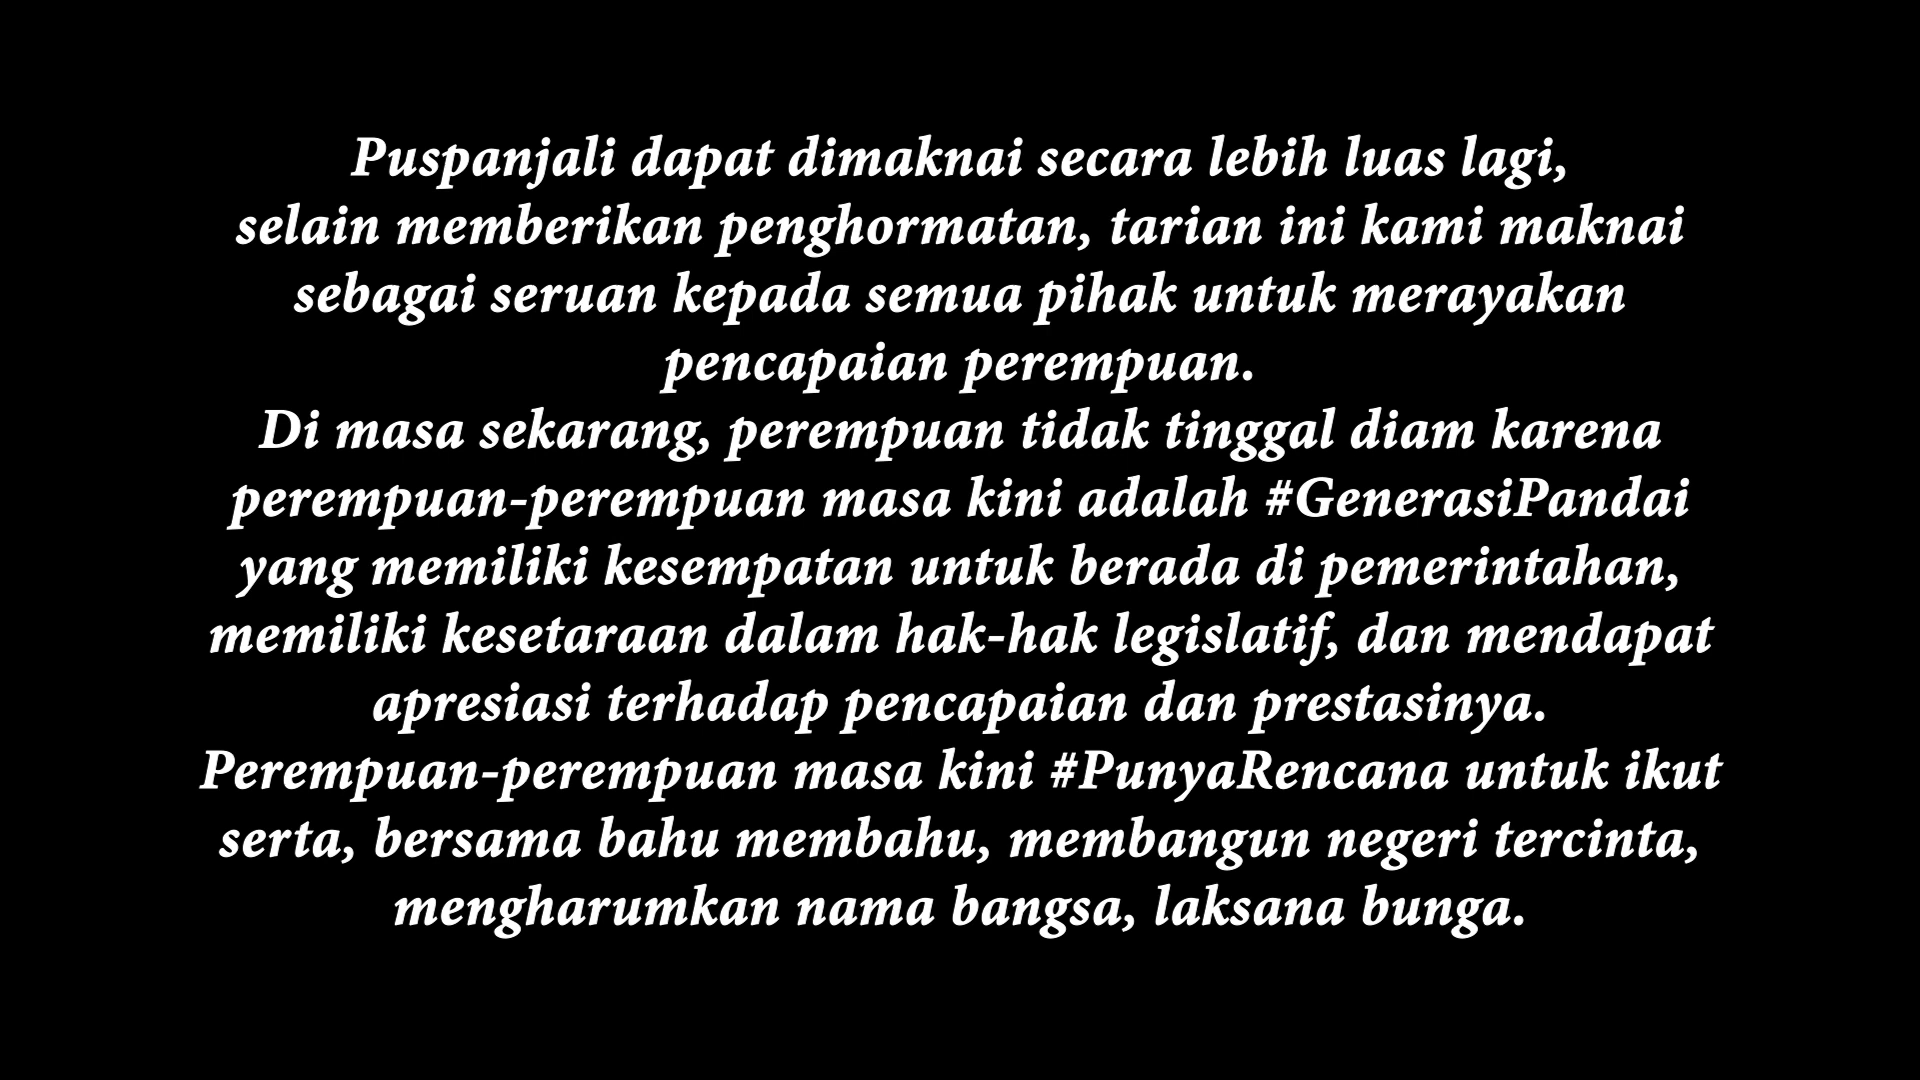 Puspanjali dapat dimaknai secara lebih luas lagi,
selain memberikan penghormatan, tarian ini kami maknai
sebagai seruan kepada semua pihak untuk merayakan
pencapaian perempuan.
Di masa sekarang, perempuan tidak tinggal diam karena
perempuan-perempuan masa kini adalah #GenerasiPandai
yang memiliki kesempatan untuk berada di pemerintahan,
memiliki kesetaraan dalam hak-hak legislatif, dan mendapat
apresiasi terhadap pencapaian dan prestasinya.
Perempuan-perempuan masa kini #PunyaRencana untuk ikut
serta, bersama bahu membahu, membangun negeri tercinta,
mengharumkan nama bangsa, laksana bunga.